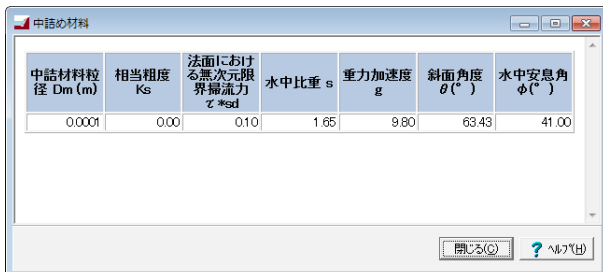 中詰め材料
中詰材料粒
径 Dm(m)
相当粗度
Ks
法面におけ
る無次元限
界掃流力
τ*sd
水中比重 s
重力加速度
g
斜面角度
θ(°)
水中安息角
φ(°)
0.0001 0.00 0.10 1.65 9.80 63.43 41.00
閉じる(C) ? ヘルプ(H)